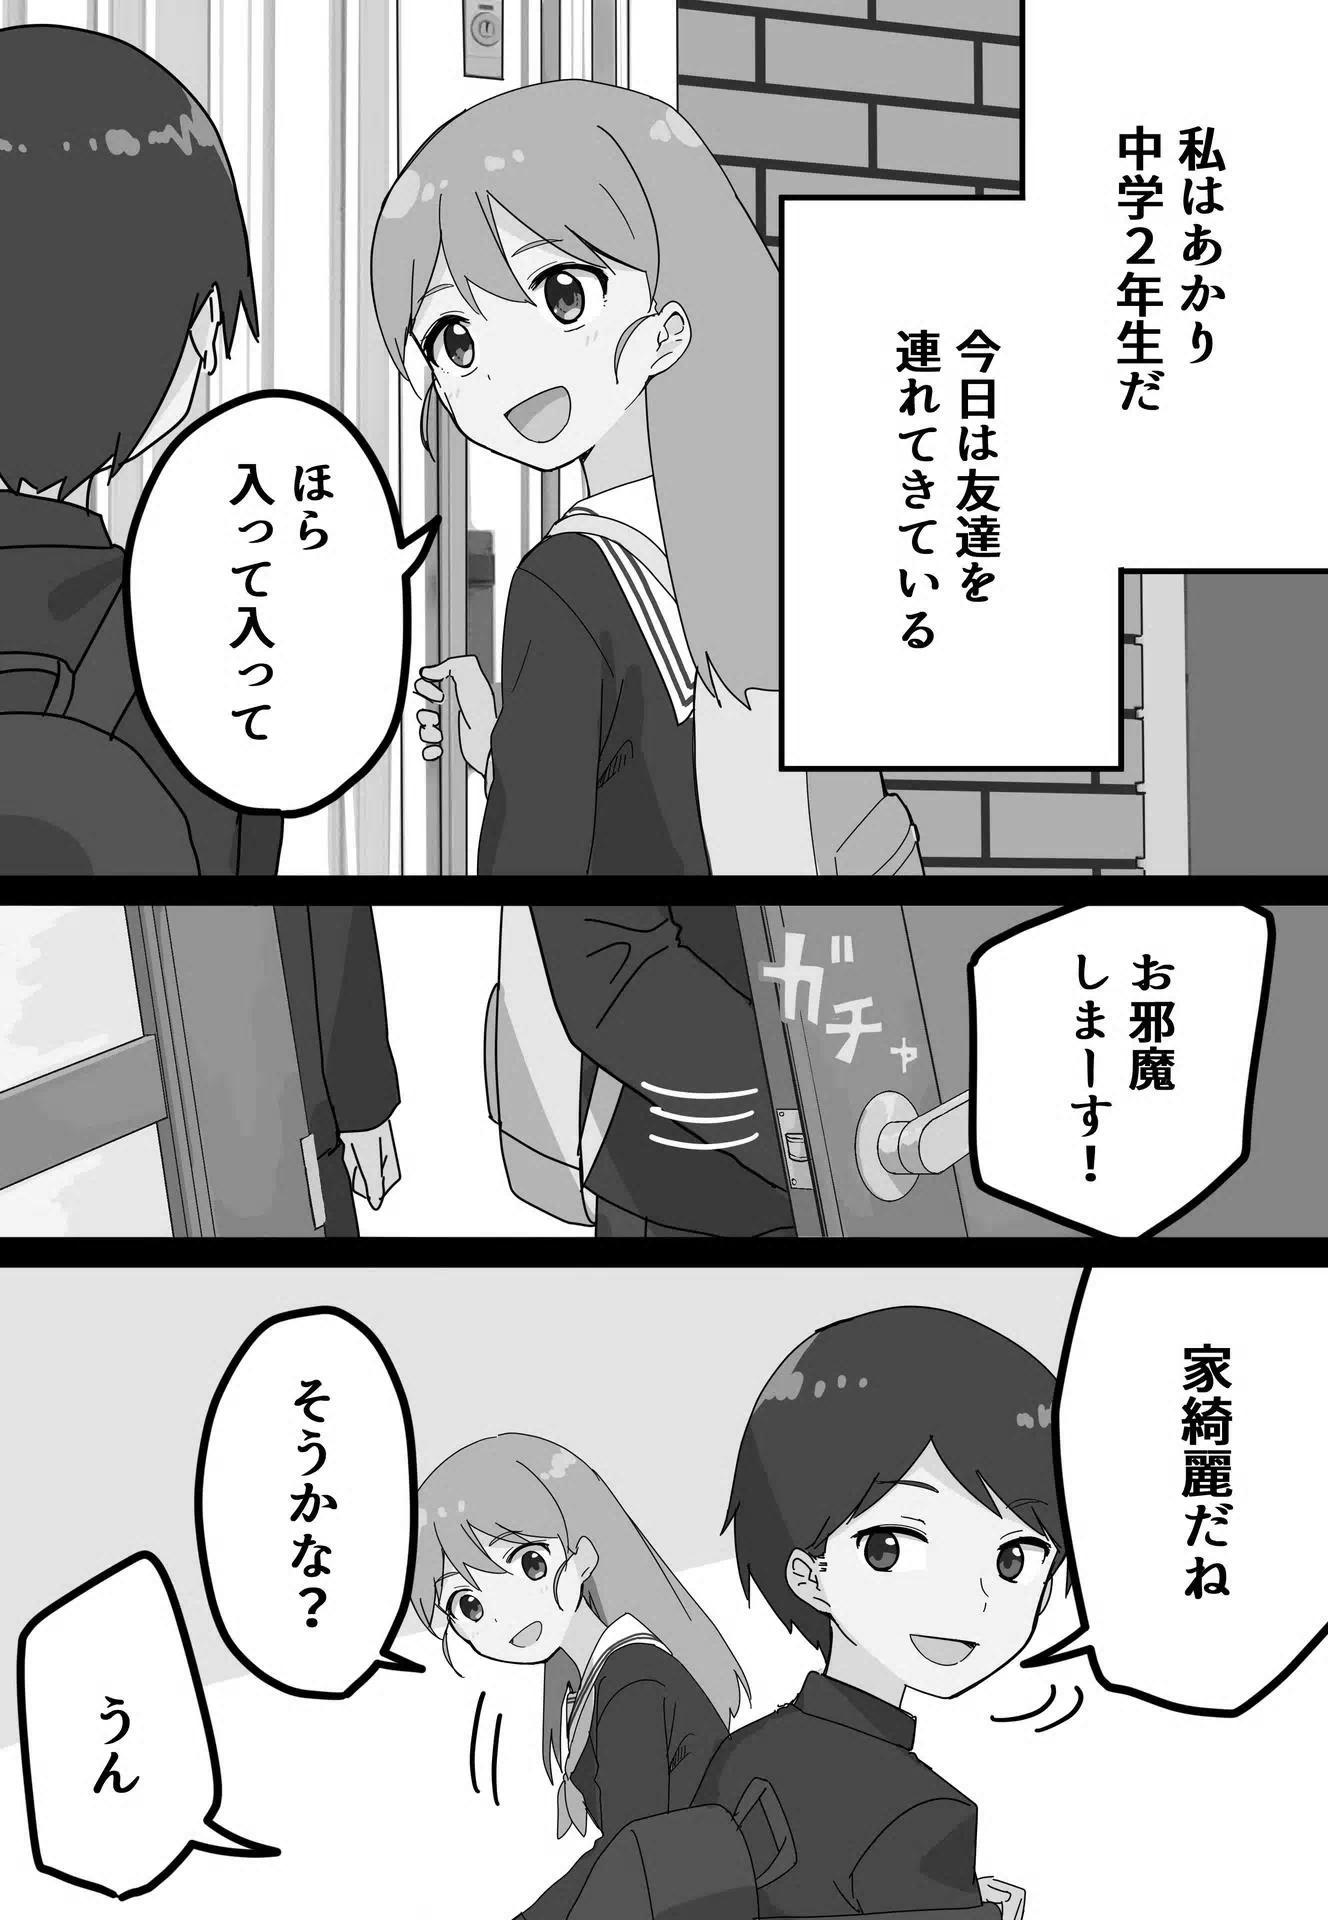 私はあかり
中学2年生だ
今日は友達を
連れてきている
ほら
入って入って
お邪魔
しまーす!
ガチャ
家綺麗だね
そうかな?
うん